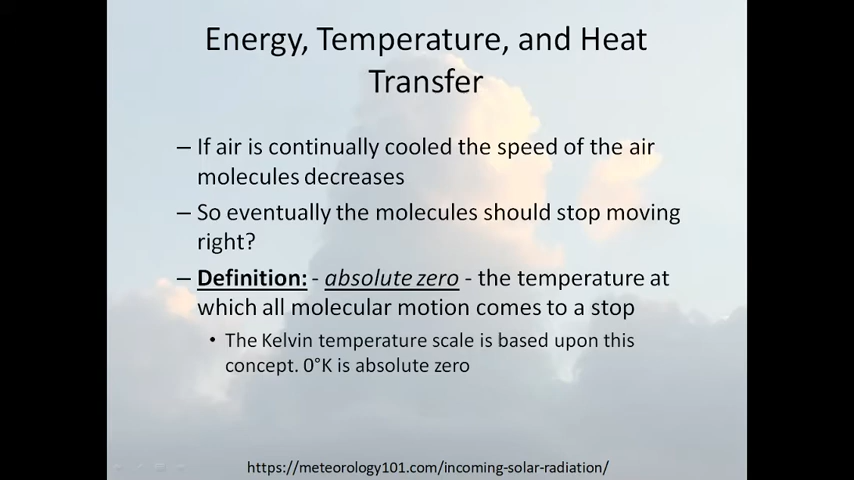 Energy, Temperature, and Heat
Transfer
– If air is continually cooled the speed of the air
molecules decreases
– So eventually the molecules should stop moving
right?
– Definition: - absolute zero - the temperature at
which all molecular motion comes to a stop
• The Kelvin temperature scale is based upon this
concept. 0°K is absolute zero
https://meteorology101.com/incoming-solar-radiation/